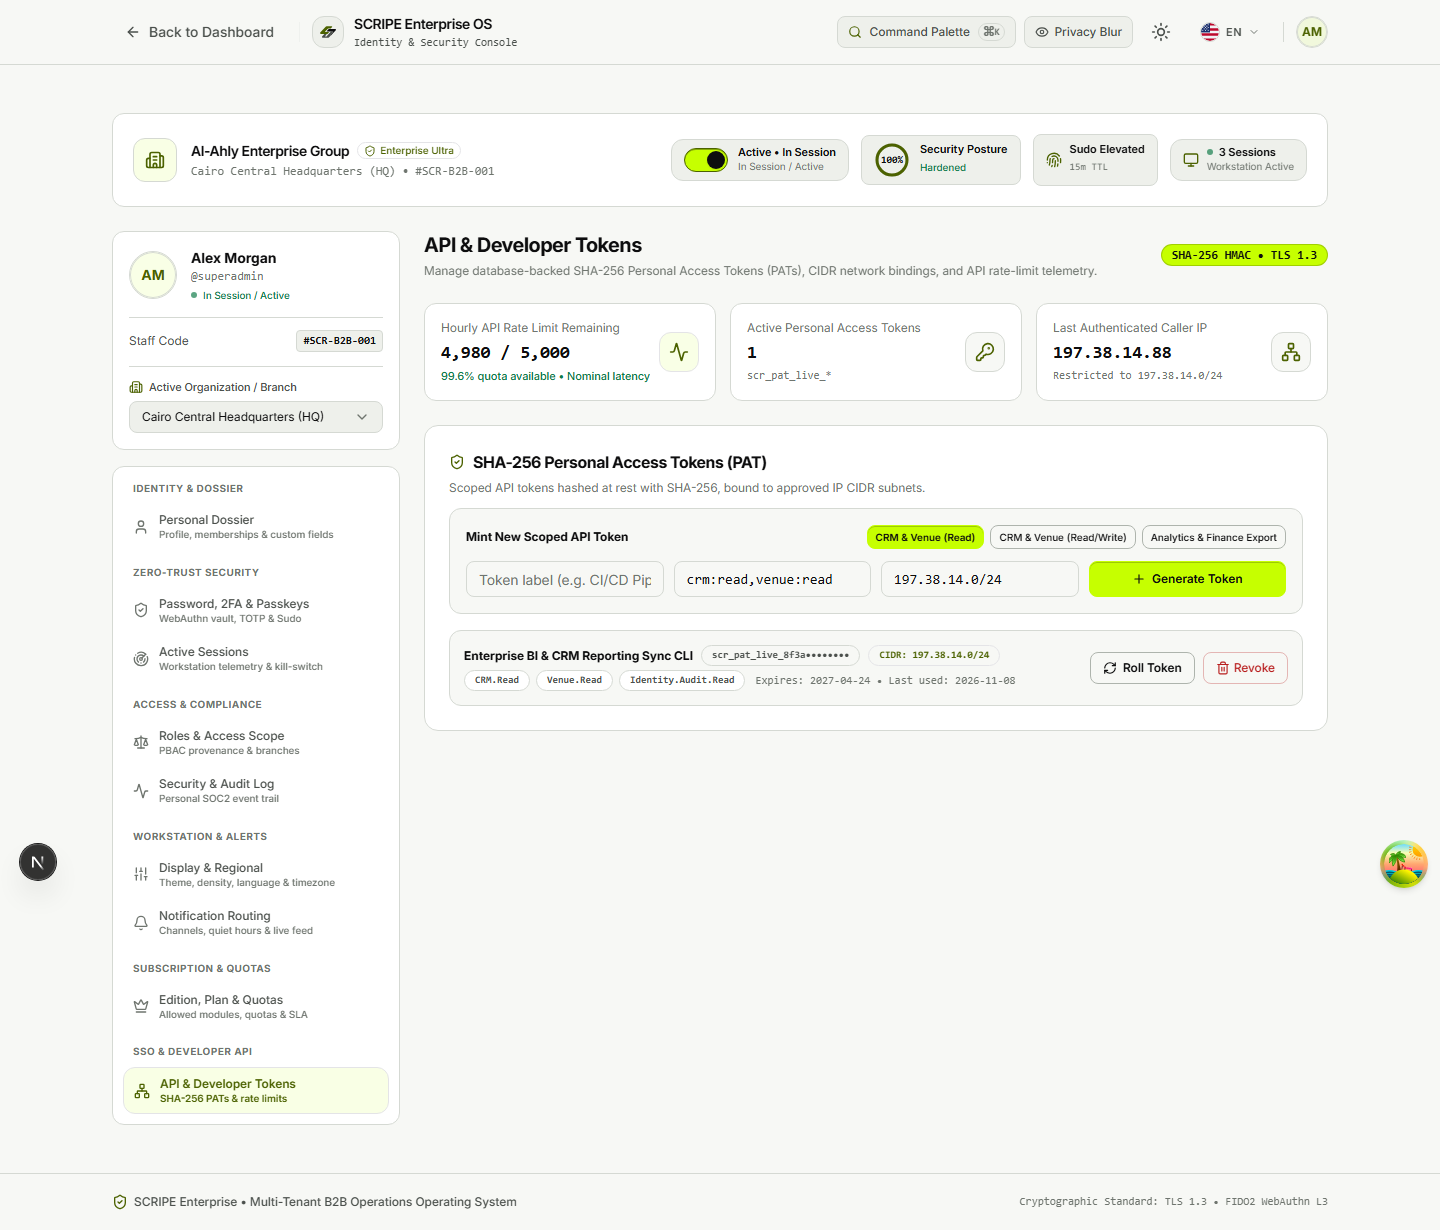 Back to Dashboard
SCRIPE Enterprise OS
Identity & Security Console
Command Palette ⌘K
Privacy Blur
EN
AM
Al-Ahly Enterprise Group
Enterprise Ultra
Cairo Central Headquarters (HQ) • #SCR-B2B-001
Active • In Session
In Session / Active
100%
Security Posture
Hardened
Sudo Elevated
15m TTL
3 Sessions
Workstation Active
AM
Alex Morgan
@superadmin
In Session / Active
Staff Code
#SCR-B2B-001
Active Organization / Branch
Cairo Central Headquarters (HQ)
IDENTITY & DOSSIER
Personal Dossier
Profile, memberships & custom fields
ZERO-TRUST SECURITY
Password, 2FA & Passkeys
WebAuthn vault, TOTP & Sudo
Active Sessions
Workstation telemetry & kill-switch
ACCESS & COMPLIANCE
Roles & Access Scope
PBAC provenance & branches
Security & Audit Log
Personal SOC2 event trail
WORKSTATION & ALERTS
Display & Regional
Theme, density, language & timezone
Notification Routing
Channels, quiet hours & live feed
SUBSCRIPTION & QUOTAS
Edition, Plan & Quotas
Allowed modules, quotas & SLA
SSO & DEVELOPER API
API & Developer Tokens
SHA-256 PATs & rate limits
API & Developer Tokens
Manage database-backed SHA-256 Personal Access Tokens (PATs), CIDR network bindings, and API rate-limit telemetry.
SHA-256 HMAC • TLS 1.3
Hourly API Rate Limit Remaining
4,980 / 5,000
99.6% quota available • Nominal latency
Active Personal Access Tokens
1
scr_pat_live_*
Last Authenticated Caller IP
197.38.14.88
Restricted to 197.38.14.0/24
SHA-256 Personal Access Tokens (PAT)
Scoped API tokens hashed at rest with SHA-256, bound to approved IP CIDR subnets.
Mint New Scoped API Token
CRM & Venue (Read)
CRM & Venue (Read/Write)
Analytics & Finance Export
Token label (e.g. CI/CD Pip
crm:read,venue:read
197.38.14.0/24
Generate Token
Enterprise BI & CRM Reporting Sync CLI
scr_pat_live_8f3a••••••••
CIDR: 197.38.14.0/24
CRM.Read
Venue.Read
Identity.Audit.Read
Expires: 2027-04-24 • Last used: 2026-11-08
Roll Token
Revoke
N
SCRIPE Enterprise • Multi-Tenant B2B Operations Operating System
Cryptographic Standard: TLS 1.3 • FIDO2 WebAuthn L3